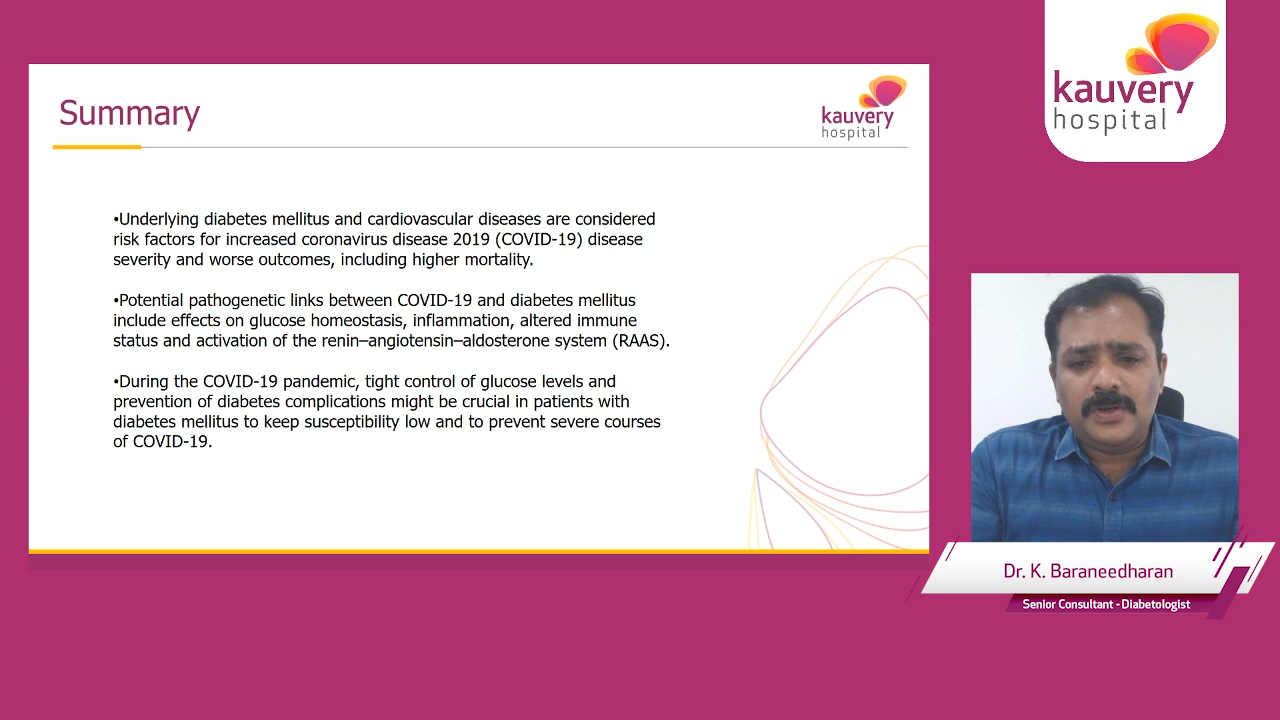 Summary
kauvery
hospital
•Underlying diabetes mellitus and cardiovascular diseases are considered
risk factors for increased coronavirus disease 2019 (COVID-19) disease
severity and worse outcomes, including higher mortality.
•Potential pathogenetic links between COVID-19 and diabetes mellitus
include effects on glucose homeostasis, inflammation, altered immune
status and activation of the renin–angiotensin–aldosterone system (RAAS).
•During the COVID-19 pandemic, tight control of glucose levels and
prevention of diabetes complications might be crucial in patients with
diabetes mellitus to keep susceptibility low and to prevent severe courses
of COVID-19.
kauvery
hospital
Dr. K. Baraneedharan
Senior Consultant - Diabetologist